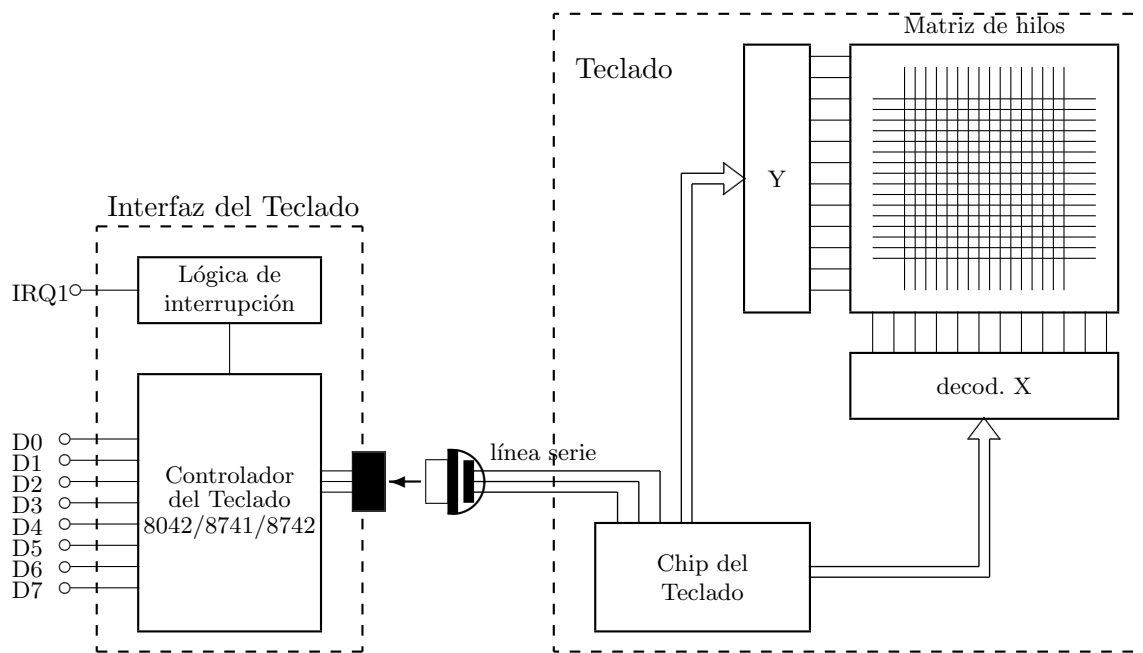 Matriz de hilos
Teclado
Y
Interfaz del Teclado
Lógica de
interrupción
IRQ1
decod. X
D0
D1
D2
D3
D4
D5
D6
D7
Controlador
del Teclado
8042/8741/8742
línea serie
Chip del
Teclado